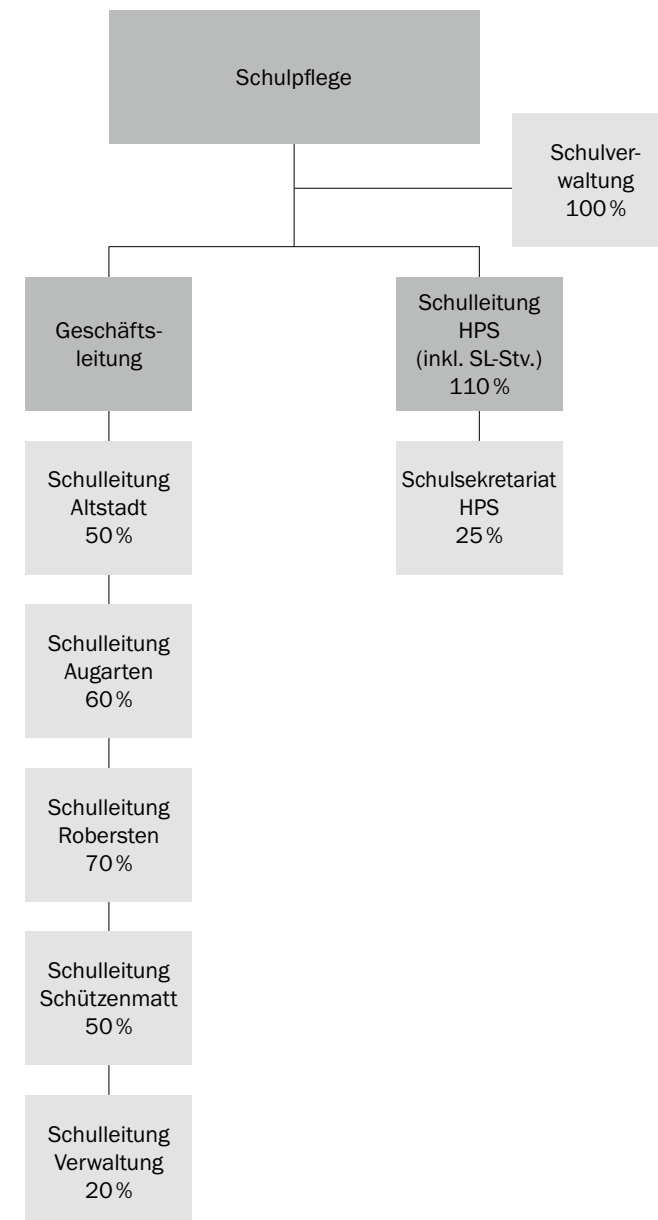 Schulpflege
Schulver-
waltung
100 %
Geschäfts-
leitung
Schulleitung
HPS
(inkl. SL-Stv.)
110 %
Schulleitung
Altstadt
50 %
Schulsekretariat
HPS
25 %
Schulleitung
Augarten
60 %
Schulleitung
Robersten
70 %
Schulleitung
Schützenmatt
50 %
Schulleitung
Verwaltung
20 %